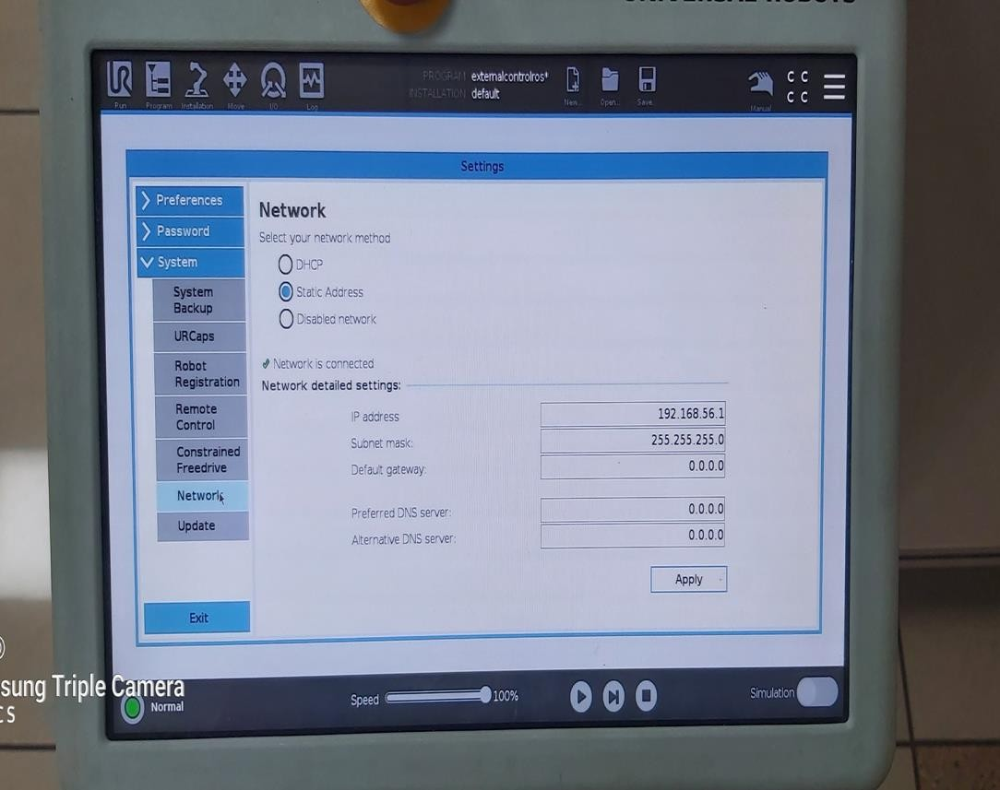 UNIVERSAL ROBOTS
Run Program Installation Move I/O Log
PROGRAM externalcontrolros*
INSTALLATION default
New... Open... Save...
Manual
C C
C C
Settings
Preferences
Password
System
System
Backup
URCaps
Robot
Registration
Remote
Control
Constrained
Freedrive
Network
Update
Exit
Network
Select your network method
DHCP
Static Address
Disabled network
Network is connected
Network detailed settings:
IP address 192.168.56.1
Subnet mask: 255.255.255.0
Default gateway: 0.0.0.0
Preferred DNS server: 0.0.0.0
Alternative DNS server: 0.0.0.0
Apply
Normal
Speed 100%
Simulation
sung Triple Camera
CS